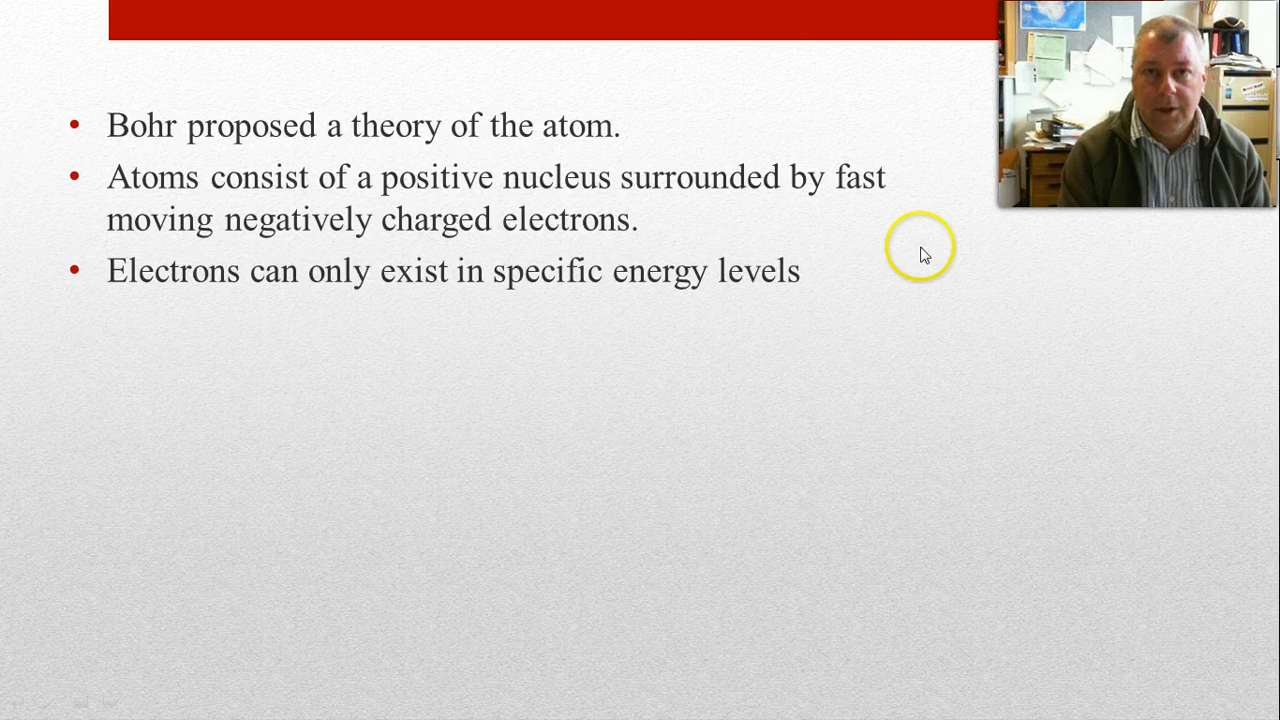 • Bohr proposed a theory of the atom.
• Atoms consist of a positive nucleus surrounded by fast
moving negatively charged electrons.
• Electrons can only exist in specific energy levels